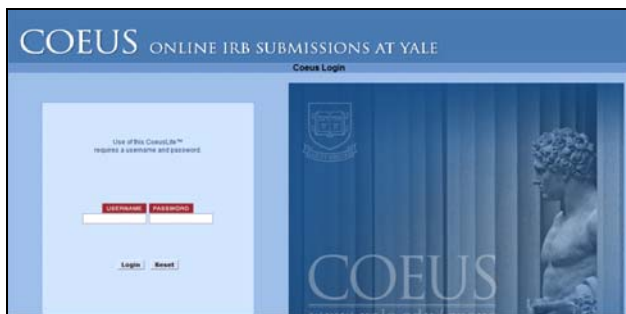 COEUS ONLINE IRB SUBMISSIONS AT YALE
Coeus Login
Use of this CoeusLite™
requires a username and password.
USERNAME PASSWORD
Login Reset
COEUS